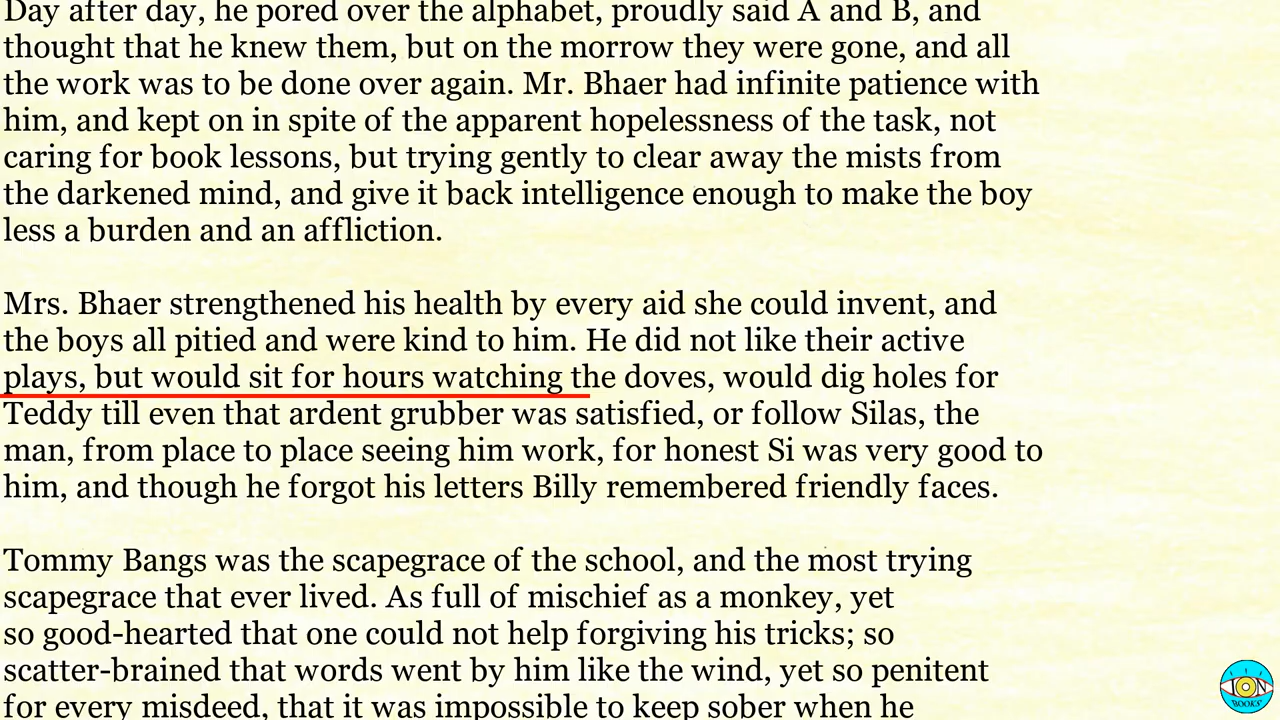 Day after day, he pored over the alphabet, proudly said A and B, and
thought that he knew them, but on the morrow they were gone, and all
the work was to be done over again. Mr. Bhaer had infinite patience with
him, and kept on in spite of the apparent hopelessness of the task, not
caring for book lessons, but trying gently to clear away the mists from
the darkened mind, and give it back intelligence enough to make the boy
less a burden and an affliction.
Mrs. Bhaer strengthened his health by every aid she could invent, and
the boys all pitied and were kind to him. He did not like their active
plays, but would sit for hours watching the doves, would dig holes for
Teddy till even that ardent grubber was satisfied, or follow Silas, the
man, from place to place seeing him work, for honest Si was very good to
him, and though he forgot his letters Billy remembered friendly faces.
Tommy Bangs was the scapegrace of the school, and the most trying
scapegrace that ever lived. As full of mischief as a monkey, yet
so good-hearted that one could not help forgiving his tricks; so
scatter-brained that words went by him like the wind, yet so penitent
for every misdeed, that it was impossible to keep sober when he
ION
BOOKS